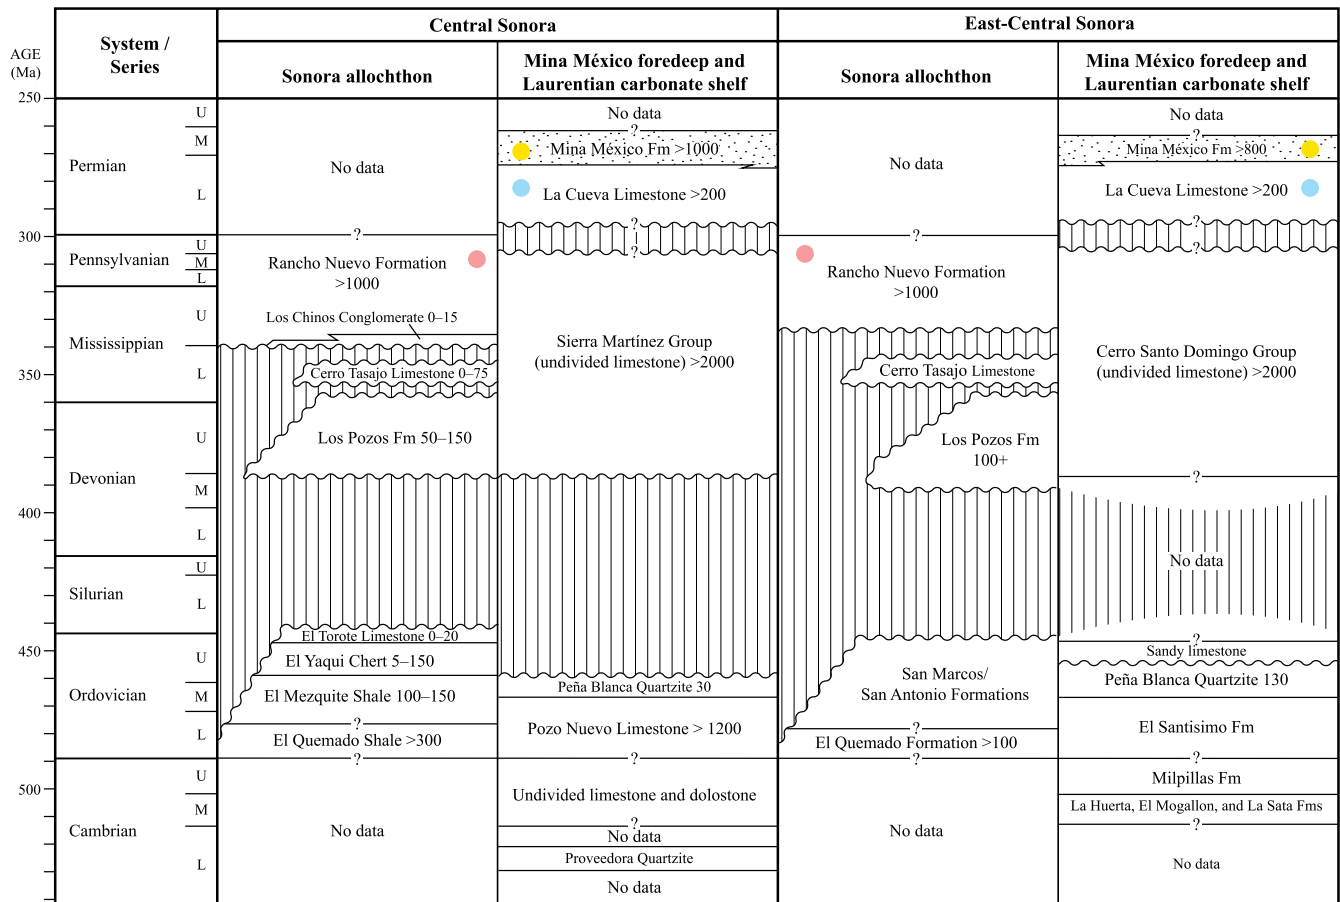 Central Sonora
East-Central Sonora
AGE
(Ma)
System /
Series
Sonora allochthon
Mina México foredeep and
Laurentian carbonate shelf
Sonora allochthon
Mina México foredeep and
Laurentian carbonate shelf
250
300
350
400
450
500
Permian
U
M
L
Pennsylvanian
U
M
L
Mississippian
U
L
Devonian
U
M
L
Silurian
U
L
Ordovician
U
M
L
Cambrian
U
M
L
No data
?
Rancho Nuevo Formation
>1000
Los Chinos Conglomerate 0–15
Cerro Tasajo Limestone 0–75
Los Pozos Fm 50–150
El Torote Limestone 0–20
El Yaqui Chert 5–150
El Mezquite Shale 100–150
?
El Quemado Shale >300
?
No data
No data
?
Mina México Fm >1000
La Cueva Limestone >200
?
?
Sierra Martínez Group
(undivided limestone) >2000
Peña Blanca Quartzite 30
Pozo Nuevo Limestone > 1200
?
Undivided limestone and dolostone
?
No data
Proveedora Quartzite
No data
No data
?
Rancho Nuevo Formation
>1000
Cerro Tasajo Limestone
Los Pozos Fm
100+
San Marcos/
San Antonio Formations
?
El Quemado Formation >100
?
No data
No data
?
Mina México Fm >800
La Cueva Limestone >200
?
?
Cerro Santo Domingo Group
(undivided limestone) >2000
?
No data
?
Sandy limestone
Peña Blanca Quartzite 130
El Santisimo Fm
?
Milpillas Fm
La Huerta, El Mogallon, and La Sata Fms
?
No data